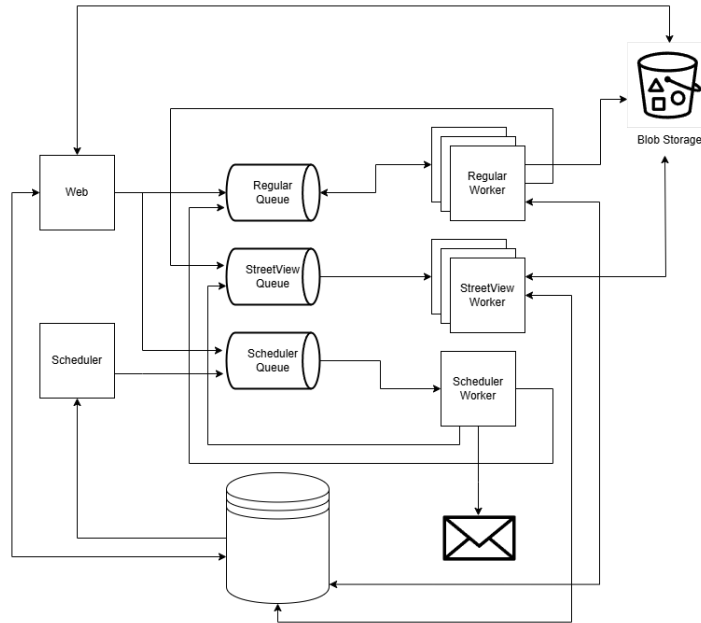 Blob Storage
Web
Regular
Queue
Regular
Worker
StreetView
Queue
StreetView
Worker
Scheduler
Scheduler
Queue
Scheduler
Worker